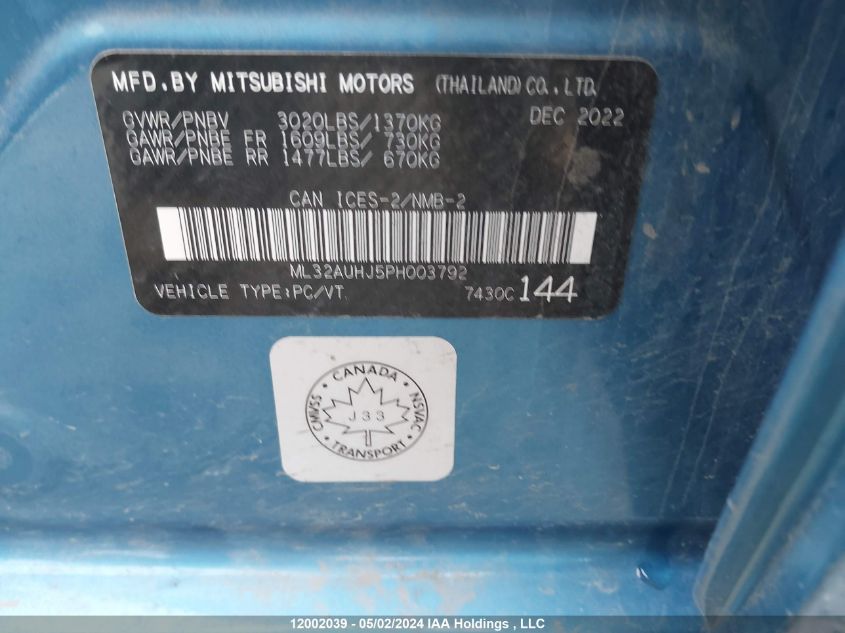 MFD.BY MITSUBISHI MOTORS (THAILAND) CO., LTD.
GVWR/PNBV 3020LBS/1370KG DEC 2022
GAWR/PNBE FR 1609LBS/ 730KG
GAWR/PNBE RR 1477LBS/ 670KG
CAN ICES-2/NMB-2
ML32AUHJ5PH003792
VEHICLE TYPE:PC/VT 7430C 144
CANADA
CMVSS J33 NSVAC
TRANSPORT
12002039 - 05/02/2024 IAA Holdings , LLC